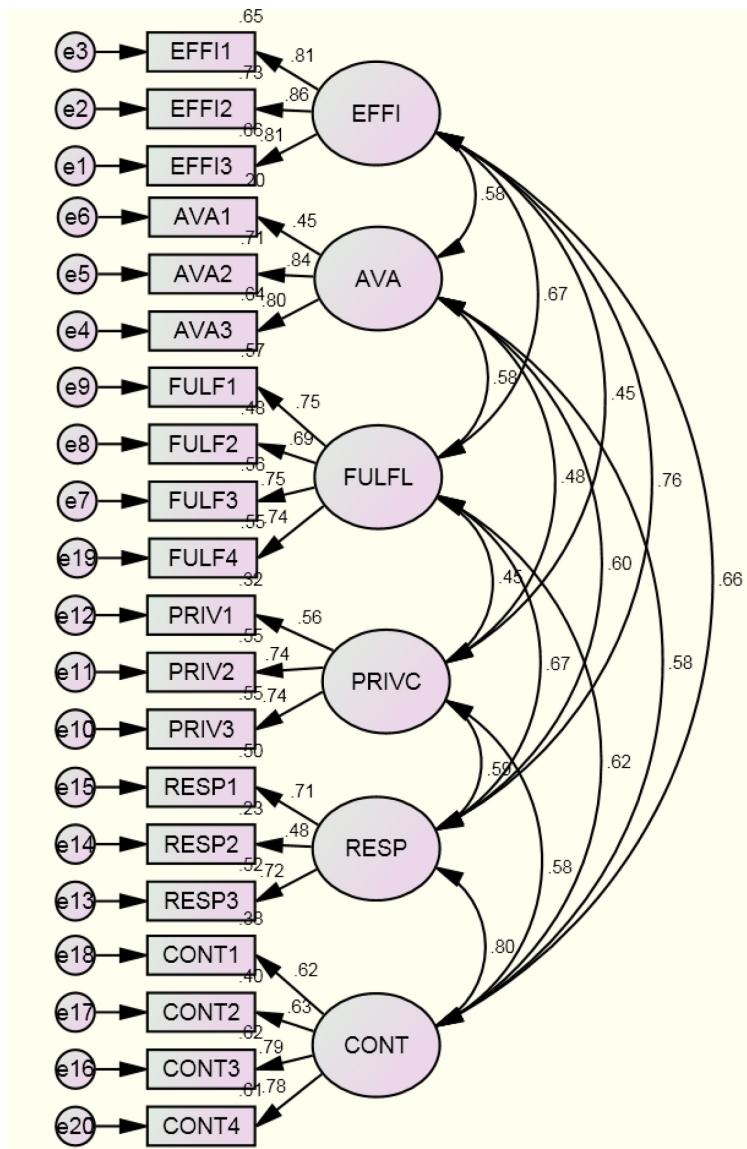 .65
e3 EFFI1 .81
.73
e2 EFFI2 .86 EFFI
.66 .81
e1 EFFI3
.20 .58
e6 AVA1 .45
.71
e5 AVA2 .84 AVA
.64 .80 .67
e4 AVA3
.57
.58 .45
e9 FULF1 .75
.48
e8 FULF2 .69
.56 .75 FULFL .48 .76
e7 FULF3
.55 .74
e19 FULF4 .60
.32 .45 .66
e12 PRIV1 .56
.55 .74 .67 .58
e11 PRIV2 PRIVC
.55 .74
e10 PRIV3
.50 .59 .62
e15 RESP1 .71
.23
e14 RESP2 .48 RESP
.52 .72 .58
e13 RESP3
.38
e18 CONT1 .62 .80
.40
e17 CONT2 .63
.62 .79 CONT
e16 CONT3
.61 .78
e20 CONT4